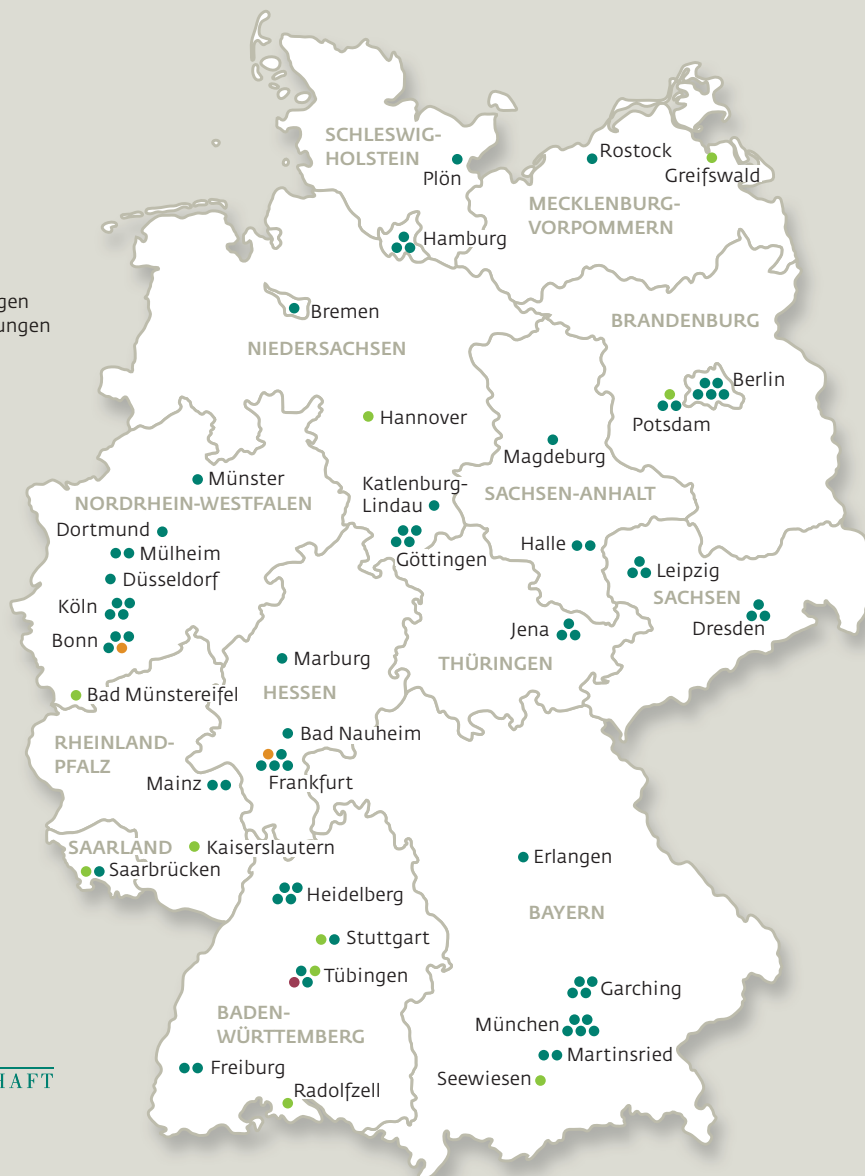 SCHLESWIG-
HOLSTEIN
Plön
Rostock
Greifswald
MECKLENBURG-
VORPOMMERN
Hamburg
Bremen
NIEDERSACHSEN
BRANDENBURG
Berlin
Potsdam
Hannover
Magdeburg
SACHSEN-ANHALT
Münster
NORDRHEIN-WESTFALEN
Katlenburg-
Lindau
Göttingen
Dortmund
Mülheim
Düsseldorf
Köln
Bonn
Halle
Leipzig
SACHSEN
Dresden
Jena
THÜRINGEN
Marburg
HESSEN
Bad Münstereifel
Bad Nauheim
RHEINLAND-
PFALZ
Mainz
Frankfurt
SAARLAND
Kaiserslautern
Saarbrücken
Erlangen
Heidelberg
BAYERN
Stuttgart
Tübingen
Garching
BADEN-
WÜRTTEMBERG
München
Martinsried
Freiburg
Seewiesen
Radolfzell
gen
ungen
HAFT